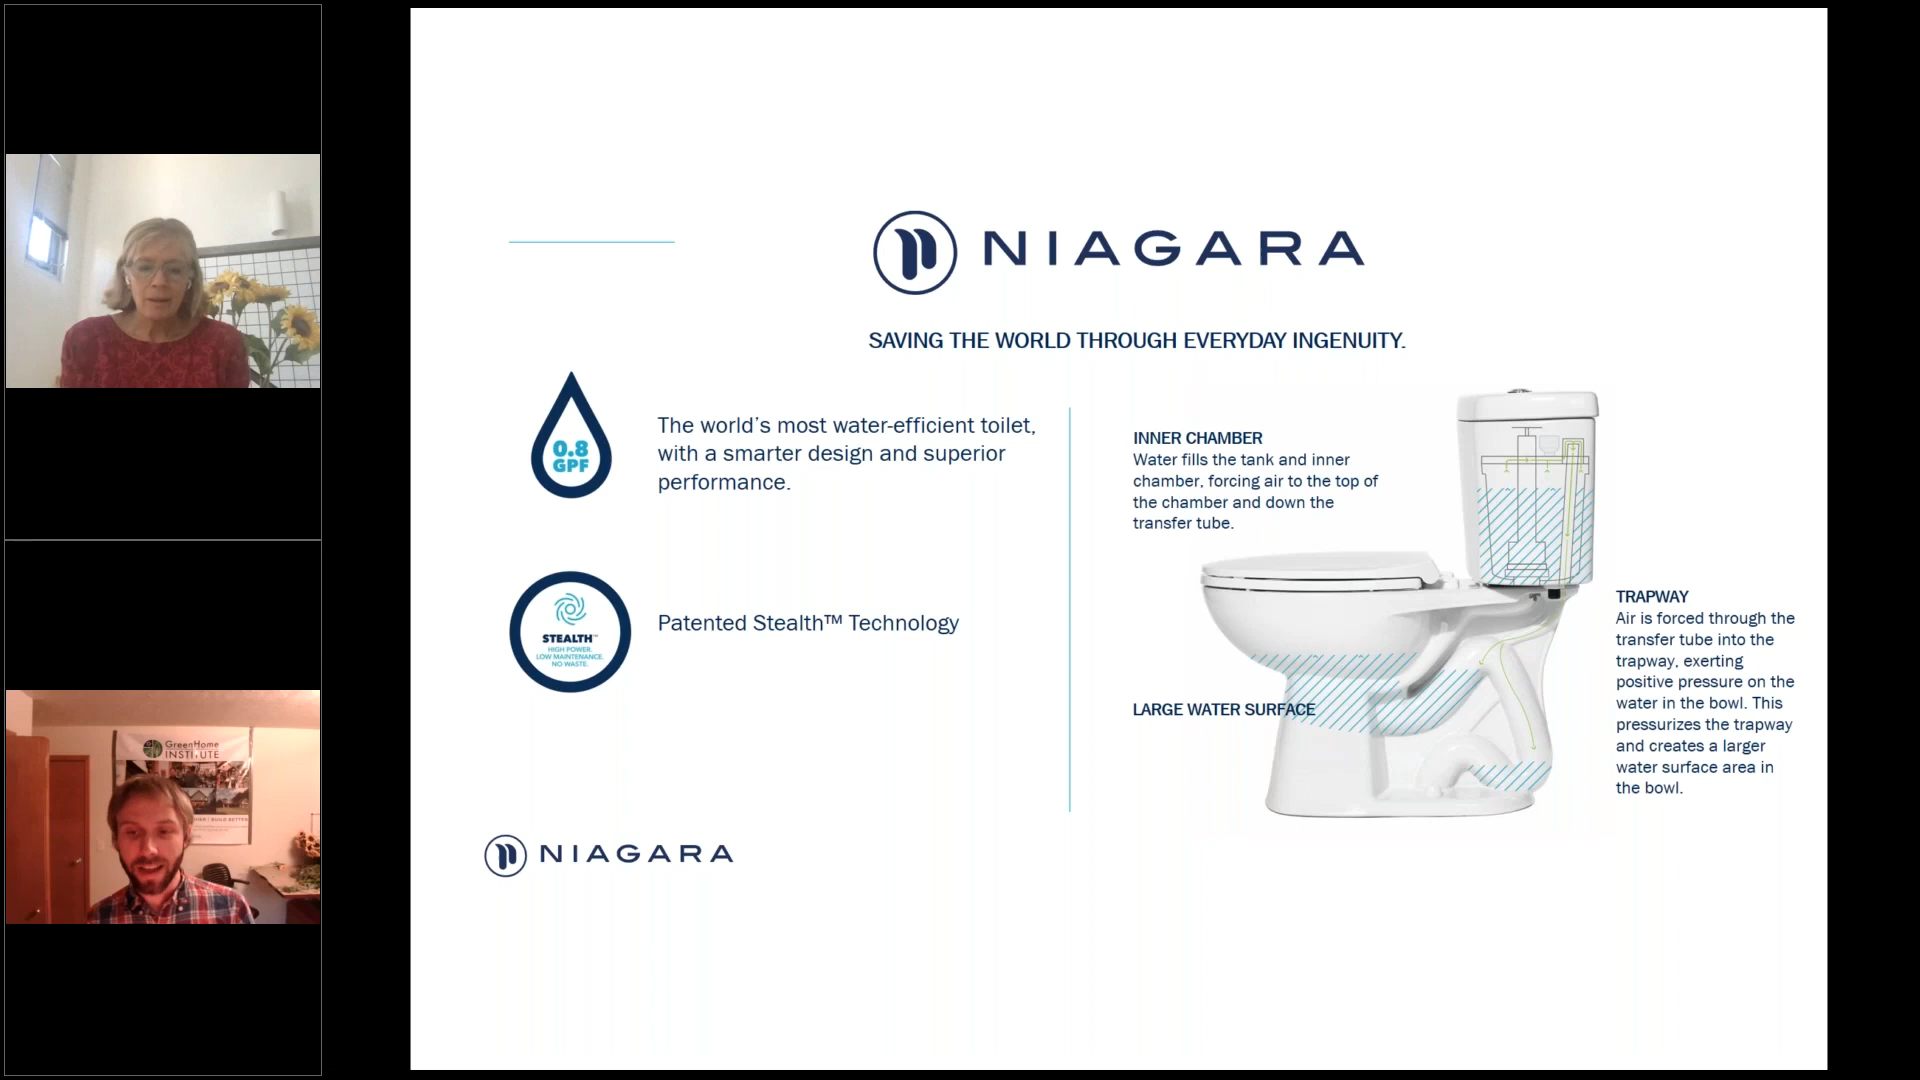 NIAGARA
SAVING THE WORLD THROUGH EVERYDAY INGENUITY.
0.8
GPF
The world's most water-efficient toilet,
with a smarter design and superior
performance.
STEALTH™
HIGH POWER.
LOW MAINTENANCE.
NO WASTE.
Patented Stealth™ Technology
NIAGARA
INNER CHAMBER
Water fills the tank and inner
chamber, forcing air to the top of
the chamber and down the
transfer tube.
LARGE WATER SURFACE
TRAPWAY
Air is forced through the
transfer tube into the
trapway, exerting
positive pressure on the
water in the bowl. This
pressurizes the trapway
and creates a larger
water surface area in
the bowl.
GreenHome
INSTITUTE
BUILD BETTER